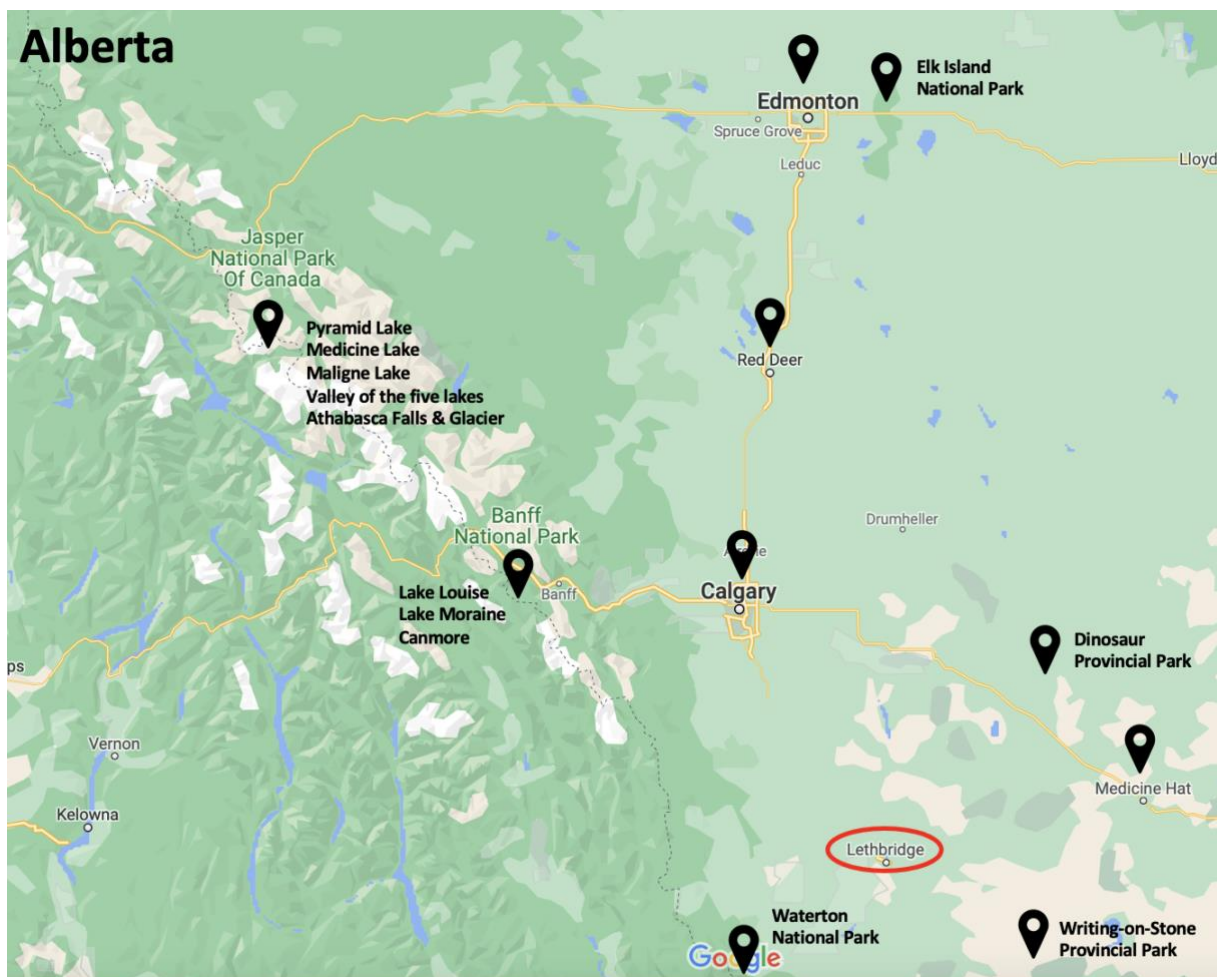 Alberta
Edmonton
Elk Island
National Park
Spruce Grove
Leduc
Lloyd
Jasper
National Park
Of Canada
Pyramid Lake
Medicine Lake
Maligne Lake
Valley of the five lakes
Athabasca Falls & Glacier
Red Deer
Banff
National Park
Drumheller
Banff
Lake Louise
Lake Moraine
Canmore
Calgary
Dinosaur
Provincial Park
ps
Vernon
Medicine Hat
Kelowna
Lethbridge
Waterton
National Park
Google
Writing-on-Stone
Provincial Park